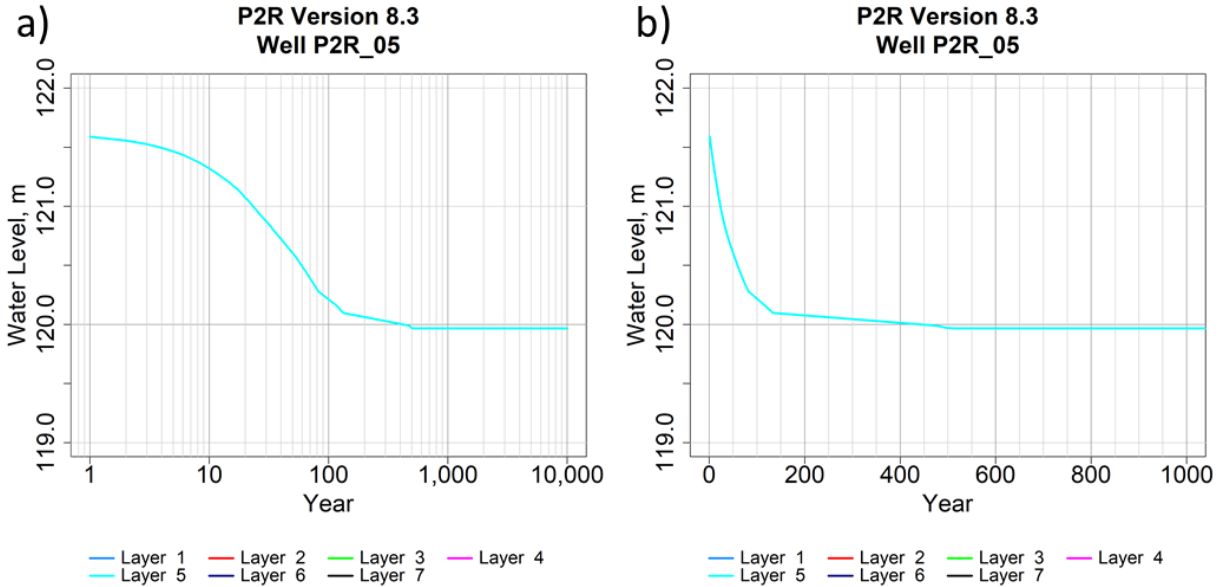 a)
P2R Version 8.3
Well P2R_05
Water Level, m
122.0
121.0
120.0
119.0
1 10 100 1,000 10,000
Year
Layer 1 Layer 2 Layer 3 Layer 4
Layer 5 Layer 6 Layer 7
b)
P2R Version 8.3
Well P2R_05
Water Level, m
122.0
121.0
120.0
119.0
0 200 400 600 800 1000
Year
Layer 1 Layer 2 Layer 3 Layer 4
Layer 5 Layer 6 Layer 7